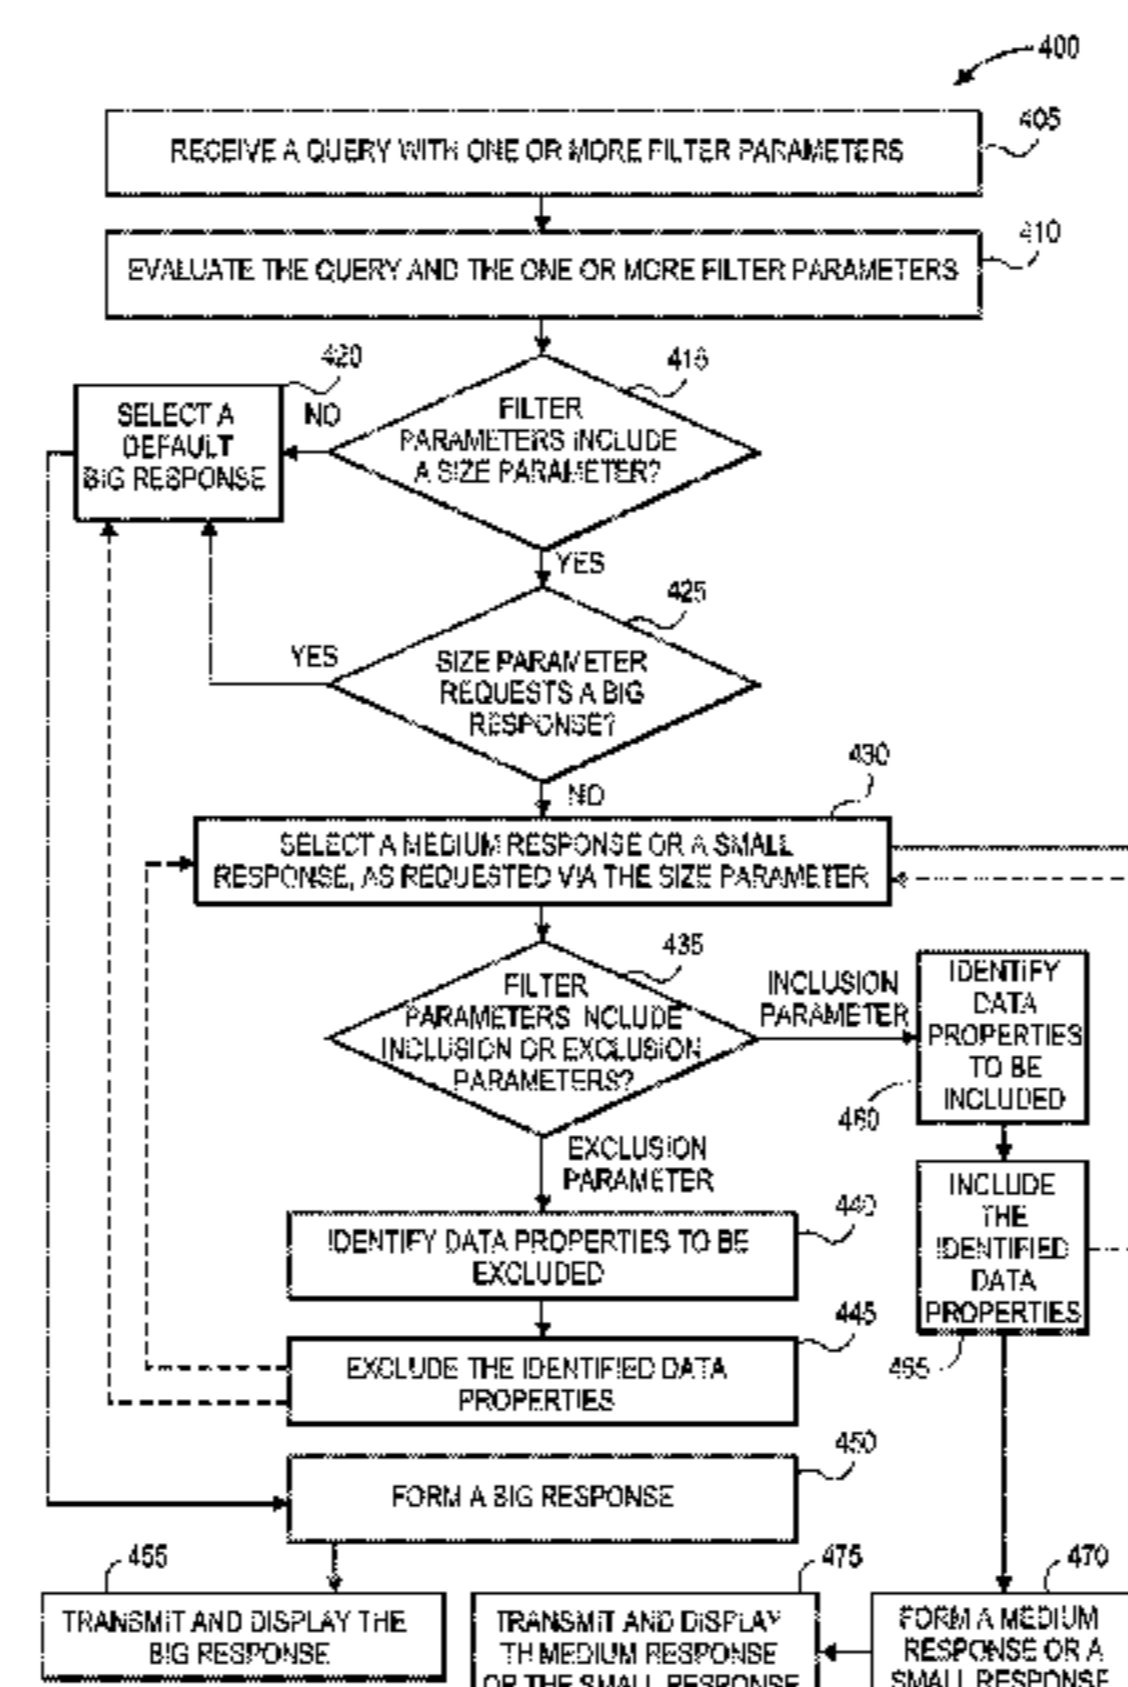 400
405
RECEIVE A QUERY WITH ONE OR MORE FILTER PARAMETERS
410
EVALUATE THE QUERY AND THE ONE OR MORE FILTER PARAMETERS
420
415
SELECT A
DEFAULT
BIG RESPONSE
NO
FILTER
PARAMETERS INCLUDE
A SIZE PARAMETER?
YES
425
YES
SIZE PARAMETER
REQUESTS A BIG
RESPONSE?
430
NO
SELECT A MEDIUM RESPONSE OR A SMALL
RESPONSE, AS REQUESTED VIA THE SIZE PARAMETER
435
FILTER
PARAMETERS INCLUDE
INCLUSION OR EXCLUSION
PARAMETERS?
INCLUSION
PARAMETER
IDENTIFY
DATA
PROPERTIES
TO BE
INCLUDED
460
EXCLUSION
PARAMETER
INCLUDE
THE
IDENTIFIED
DATA
PROPERTIES
465
440
IDENTIFY DATA PROPERTIES TO BE
EXCLUDED
445
EXCLUDE THE IDENTIFIED DATA
PROPERTIES
450
FORM A BIG RESPONSE
455
TRANSMIT AND DISPLAY THE
BIG RESPONSE
475
TRANSMIT AND DISPLAY
TH MEDIUM RESPONSE
OR THE SMALL RESPONSE
470
FORM A MEDIUM
RESPONSE OR A
SMALL RESPONSE